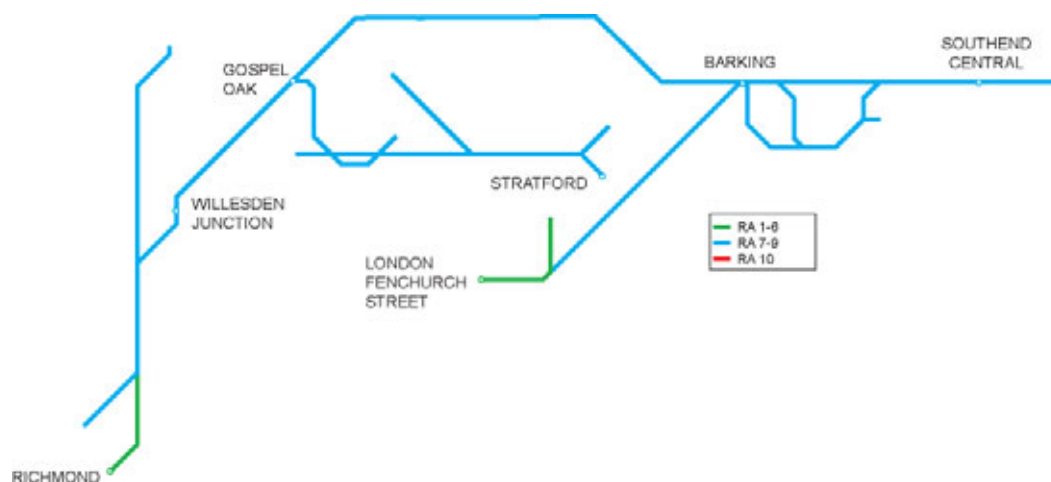 SOUTHEND
CENTRAL
BARKING
GOSPEL
OAK
STRATFORD
WILLESDEN
JUNCTION
RA 1-6
RA 7-9
RA 10
LONDON
FENCHURCH
STREET
RICHMOND